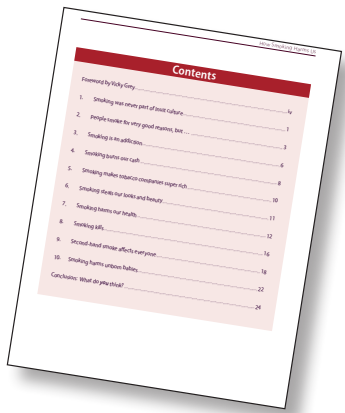 How Smoking Harms Us
Contents
Foreword by Vicky ..... iv
1. Smoking was never part of Inuit culture ..... 1
2. People smoke for very good reasons, but ..... 3
3. Smoking is an addiction ..... 6
4. Smoking burns our cash ..... 8
5. Smoking makes tobacco companies super rich ..... 10
6. Smoking steals our looks and beauty ..... 11
7. Smoking harms our health ..... 12
8. Smoking kills ..... 16
9. Second-hand smoke affects everyone ..... 18
10. Smoking harms unborn babies ..... 22
Conclusion: What do you think? ..... 24